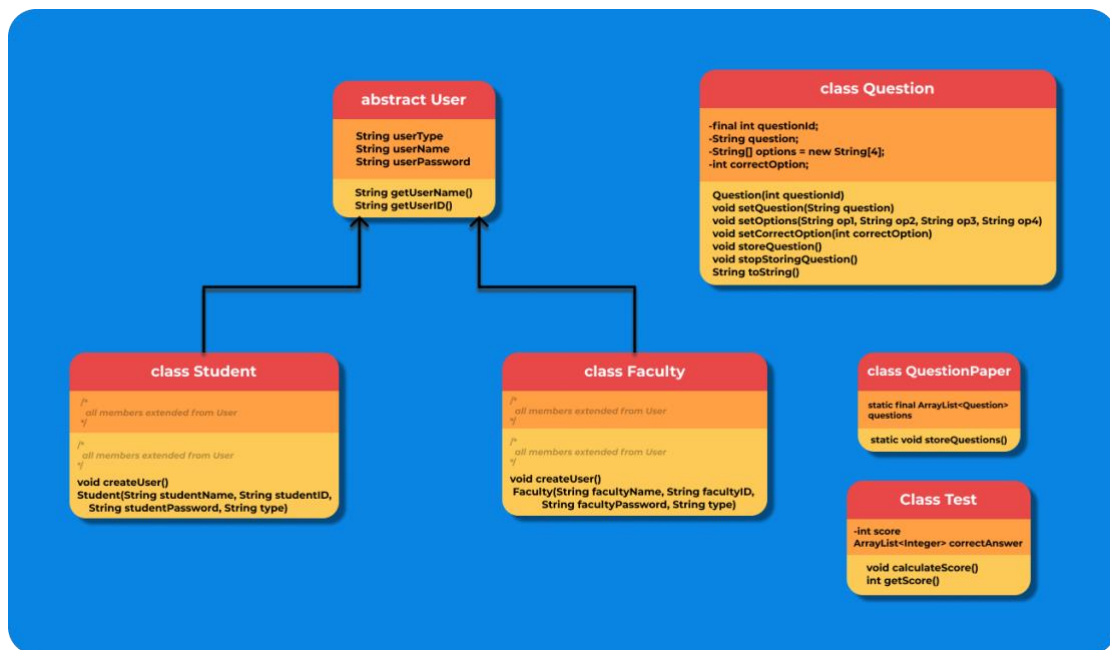 abstract User
String userType
String userName
String userPassword
String getUserName()
String getUserID()
class Question
-final int questionId;
-String question;
-String[] options = new String[4];
-int correctOption;
Question(int questionId)
void setQuestion(String question)
void setOptions(String op1, String op2, String op3, String op4)
void setCorrectOption(int correctOption)
void storeQuestion()
void stopStoringQuestion()
String toString()
class Student
/*
all members extended from User
*/
/*
all members extended from User
*/
void createUser()
Student(String studentName, String studentID,
String studentPassword, String type)
class Faculty
/*
all members extended from User
*/
/*
all members extended from User
*/
void createUser()
Faculty(String facultyName, String facultyID,
String facultyPassword, String type)
class QuestionPaper
static final ArrayList<Question>
questions
static void storeQuestions()
Class Test
-int score
ArrayList<Integer> correctAnswer
void calculateScore()
int getScore()